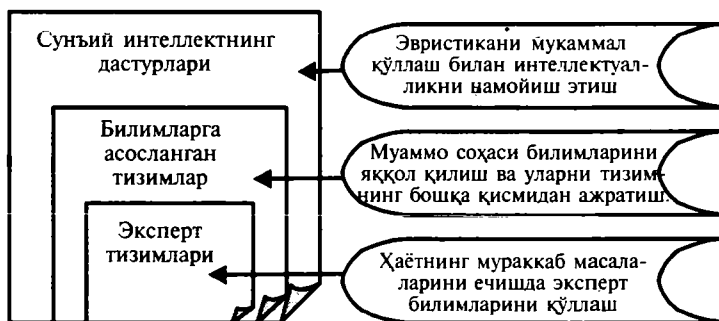 Сунъий интеллектнинг
дастурлари
Эвристикани мукаммал
қўллаш билан интеллектуал-
ликни намойиш этиш
Билимларга
асосланган
тизимлар
Муаммо соҳаси билимларини
яққол қилиш ва уларни тизим-
нинг бошқа қисмидан ажратиш.
Эксперт
тизимлари
Ҳаётнинг мураккаб масала-
ларини ечишда эксперт
билимларини қўллаш